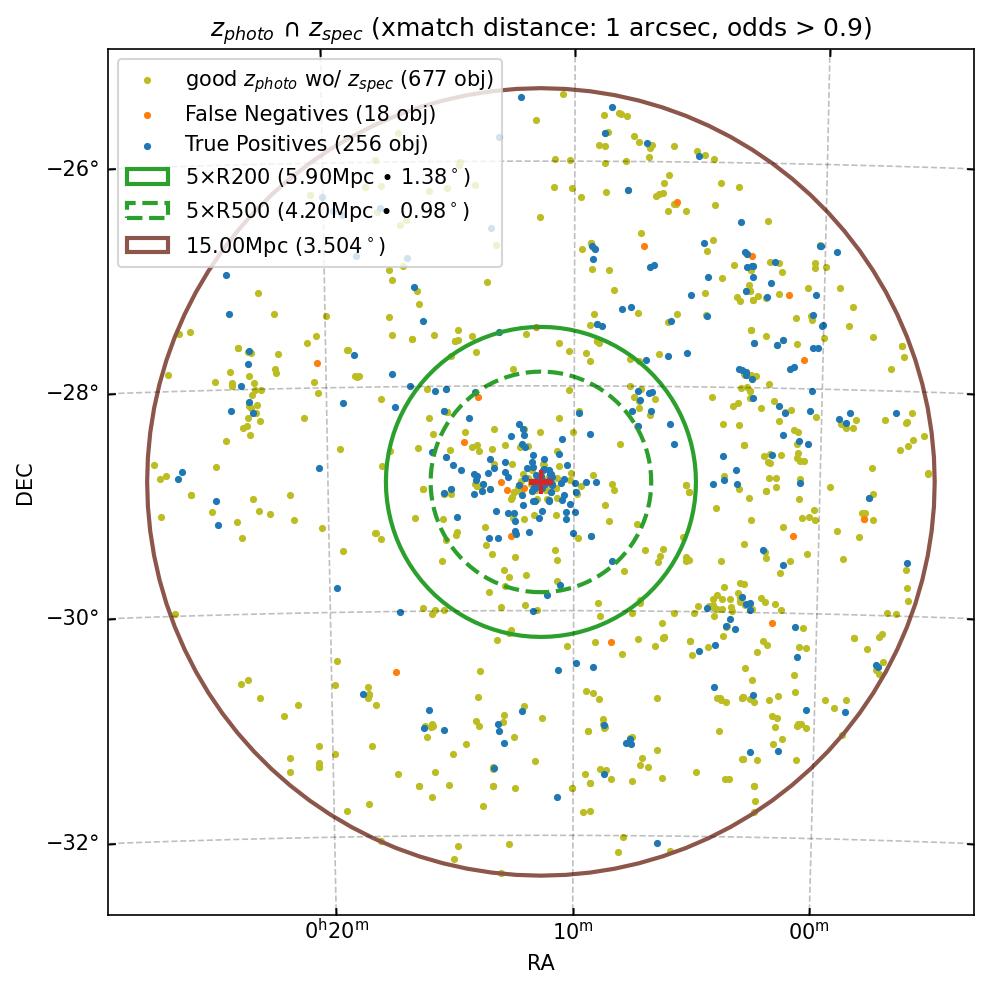 z_photo ∩ z_spec (xmatch distance: 1 arcsec, odds > 0.9)
good z_photo wo/ z_spec (677 obj)
False Negatives (18 obj)
True Positives (256 obj)
5×R200 (5.90Mpc • 1.38°)
5×R500 (4.20Mpc • 0.98°)
15.00Mpc (3.504°)
−26°
−28°
−30°
−32°
DEC
0ʰ20ᵐ
10ᵐ
00ᵐ
RA